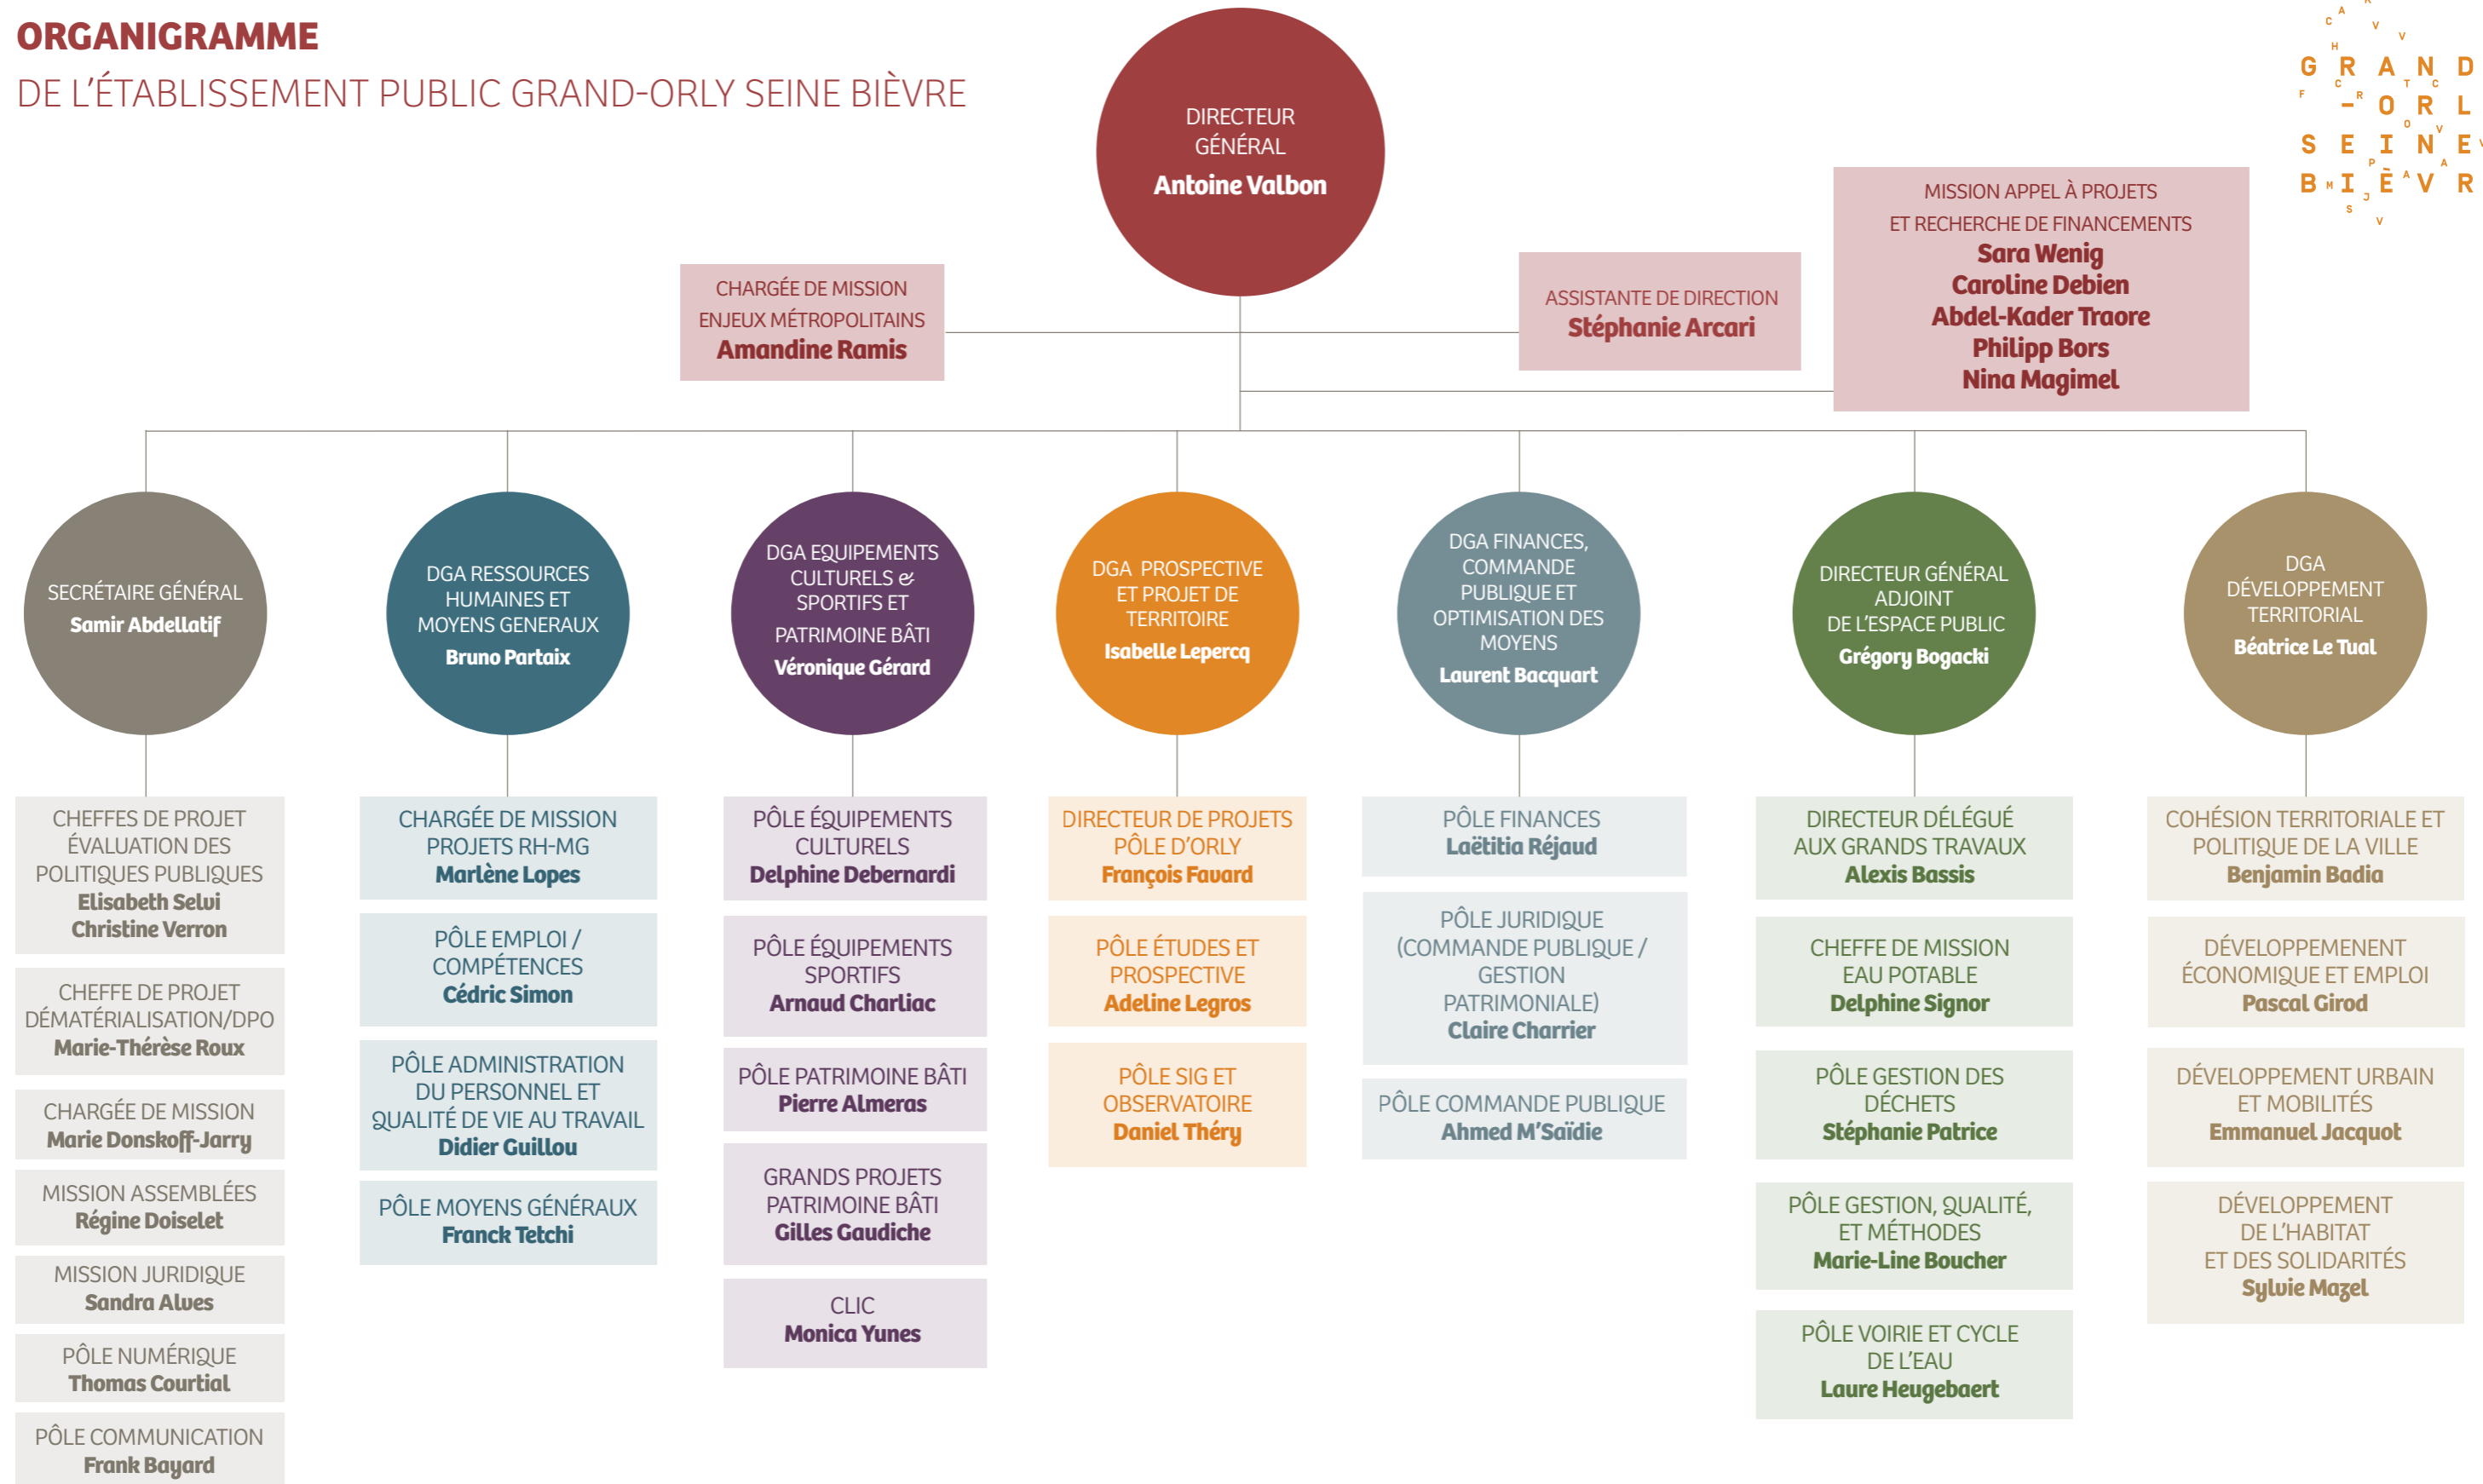 ORGANIGRAMME
DE L'ÉTABLISSEMENT PUBLIC GRAND-ORLY SEINE BIÈVRE
GRAND
-ORL
SEINE
BIÈVR
DIRECTEUR
GÉNÉRAL
Antoine Valbon
CHARGÉE DE MISSION
ENJEUX MÉTROPOLITAINS
Amandine Ramis
ASSISTANTE DE DIRECTION
Stéphanie Arcari
MISSION APPEL À PROJETS
ET RECHERCHE DE FINANCEMENTS
Sara Wenig
Caroline Debien
Abdel-Kader Traore
Philipp Bors
Nina Magimel
SECRÉTAIRE GÉNÉRAL
Samir Abdellatif
DGA RESSOURCES
HUMAINES ET
MOYENS GENERAUX
Bruno Partaix
DGA EQUIPEMENTS
CULTURELS &
SPORTIFS ET
PATRIMOINE BÂTI
Véronique Gérard
DGA PROSPECTIVE
ET PROJET DE
TERRITOIRE
Isabelle Lepercq
DGA FINANCES,
COMMANDE
PUBLIQUE ET
OPTIMISATION DES
MOYENS
Laurent Bacquart
DIRECTEUR GÉNÉRAL
ADJOINT
DE L'ESPACE PUBLIC
Grégory Bogacki
DGA
DÉVELOPPEMENT
TERRITORIAL
Béatrice Le Tual
CHEFFES DE PROJET
ÉVALUATION DES
POLITIQUES PUBLIQUES
Elisabeth Selvi
Christine Verron
CHEFFE DE PROJET
DÉMATÉRIALISATION/DPO
Marie-Thérèse Roux
CHARGÉE DE MISSION
Marie Donskoff-Jarry
MISSION ASSEMBLÉES
Régine Doiselet
MISSION JURIDIQUE
Sandra Alves
PÔLE NUMÉRIQUE
Thomas Courtial
PÔLE COMMUNICATION
Frank Bayard
CHARGÉE DE MISSION
PROJETS RH-MG
Marlène Lopes
PÔLE EMPLOI /
COMPÉTENCES
Cédric Simon
PÔLE ADMINISTRATION
DU PERSONNEL ET
QUALITÉ DE VIE AU TRAVAIL
Didier Guillou
PÔLE MOYENS GÉNÉRAUX
Franck Tetchi
PÔLE ÉQUIPEMENTS
CULTURELS
Delphine Debernardi
PÔLE ÉQUIPEMENTS
SPORTIFS
Arnaud Charliac
PÔLE PATRIMOINE BÂTI
Pierre Almeras
GRANDS PROJETS
PATRIMOINE BÂTI
Gilles Gaudiche
CLIC
Monica Yunes
DIRECTEUR DE PROJETS
PÔLE D'ORLY
François Favard
PÔLE ÉTUDES ET
PROSPECTIVE
Adeline Legros
PÔLE SIG ET
OBSERVATOIRE
Daniel Théry
PÔLE FINANCES
Laëtitia Réjaud
PÔLE JURIDIQUE
(COMMANDE PUBLIQUE /
GESTION
PATRIMONIALE)
Claire Charrier
PÔLE COMMANDE PUBLIQUE
Ahmed M'Saïdie
DIRECTEUR DÉLÉGUÉ
AUX GRANDS TRAVAUX
Alexis Bassis
CHEFFE DE MISSION
EAU POTABLE
Delphine Signor
PÔLE GESTION DES
DÉCHETS
Stéphanie Patrice
PÔLE GESTION, QUALITÉ,
ET MÉTHODES
Marie-Line Boucher
PÔLE VOIRIE ET CYCLE
DE L'EAU
Laure Heugebaert
COHÉSION TERRITORIALE ET
POLITIQUE DE LA VILLE
Benjamin Badia
DÉVELOPPEMENENT
ÉCONOMIQUE ET EMPLOI
Pascal Girod
DÉVELOPPEMENT URBAIN
ET MOBILITÉS
Emmanuel Jacquot
DÉVELOPPEMENT
DE L'HABITAT
ET DES SOLIDARITÉS
Sylvie Mazel